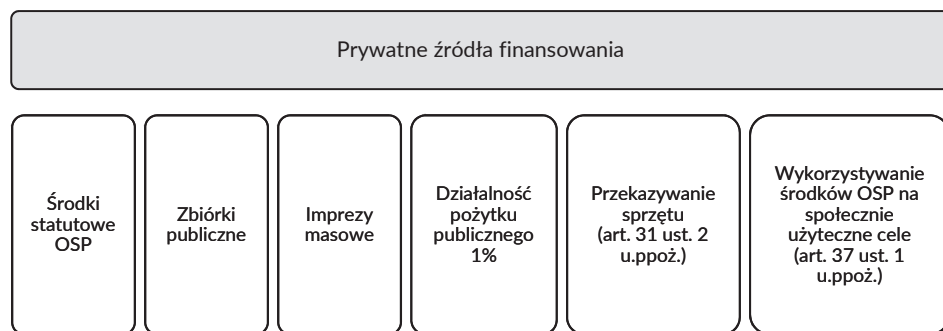 Prywatne źródła finansowania
Środki
statutowe
OSP
Zbiórki
publiczne
Imprezy
masowe
Działalność
pożytku
publicznego
1%
Przekazywanie
sprzętu
(art. 31 ust. 2
u.ppoż.)
Wykorzystywanie
środków OSP na
społecznie
użyteczne cele
(art. 37 ust. 1
u.ppoż.)